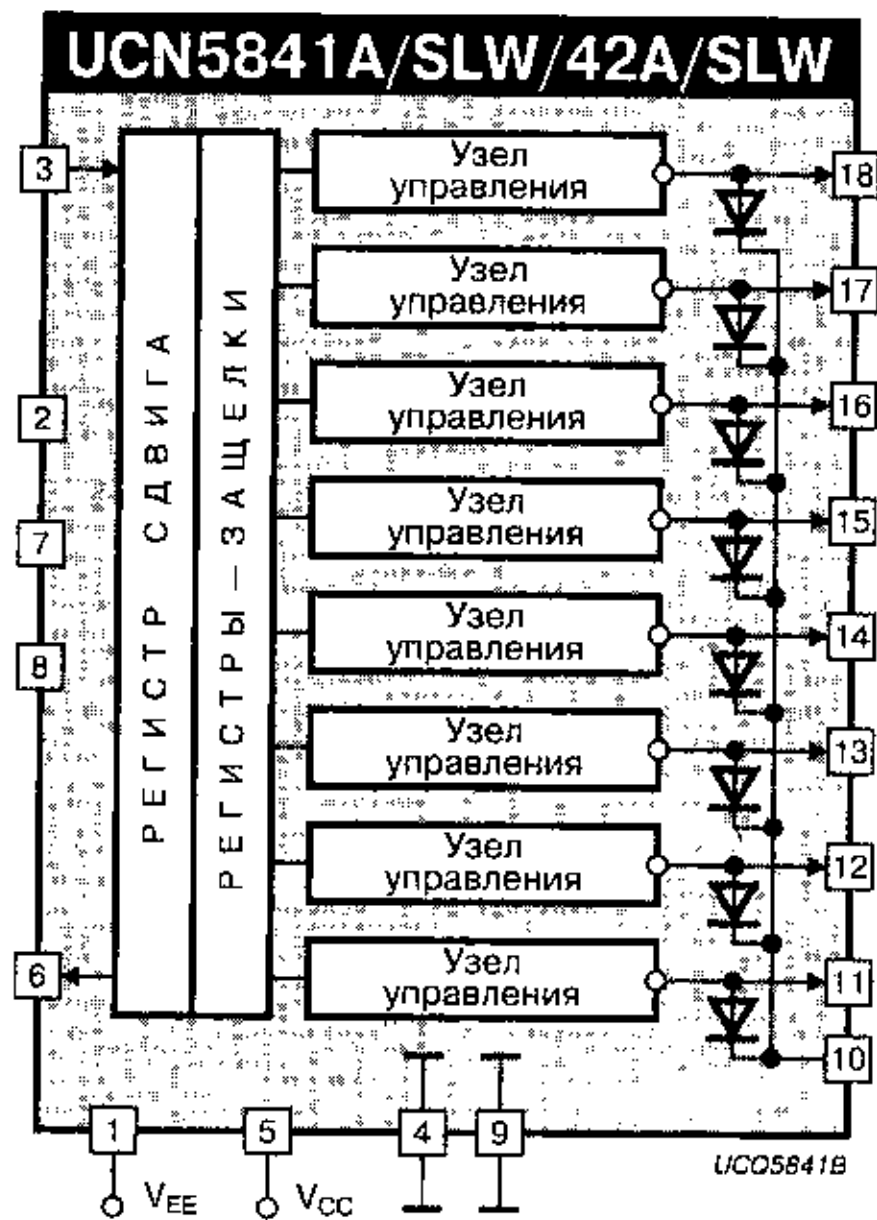 UCN5841A/SLW/42A/SLW
3
2
7
8
6
РЕГИСТР СДВИГА
РЕГИСТРЫ — ЗАЩЕЛКИ
Узел
управления
Узел
управления
Узел
управления
Узел
управления
Узел
управления
Узел
управления
Узел
управления
Узел
управления
18
17
16
15
14
13
12
11
10
1
5
4
9
VEE
VCC
UCO5841B